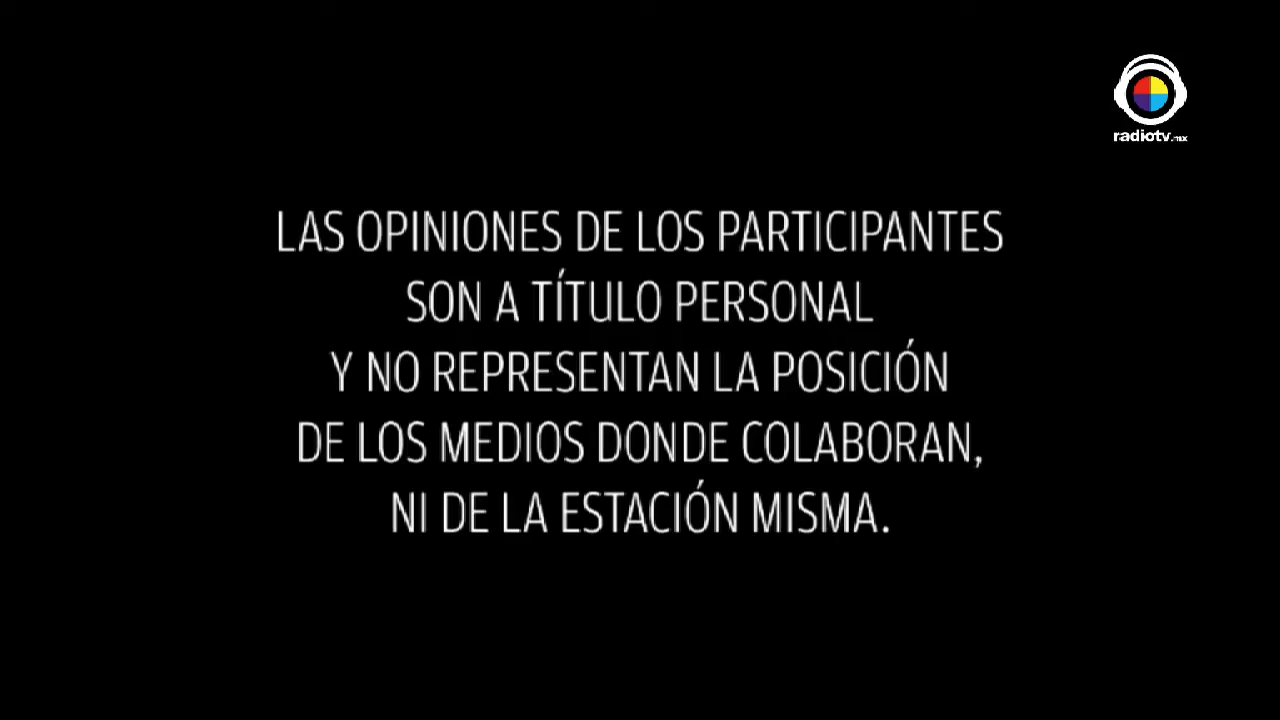 radiotv.mx
LAS OPINIONES DE LOS PARTICIPANTES
SON A TÍTULO PERSONAL
Y NO REPRESENTAN LA POSICIÓN
DE LOS MEDIOS DONDE COLABORAN,
NI DE LA ESTACIÓN MISMA.